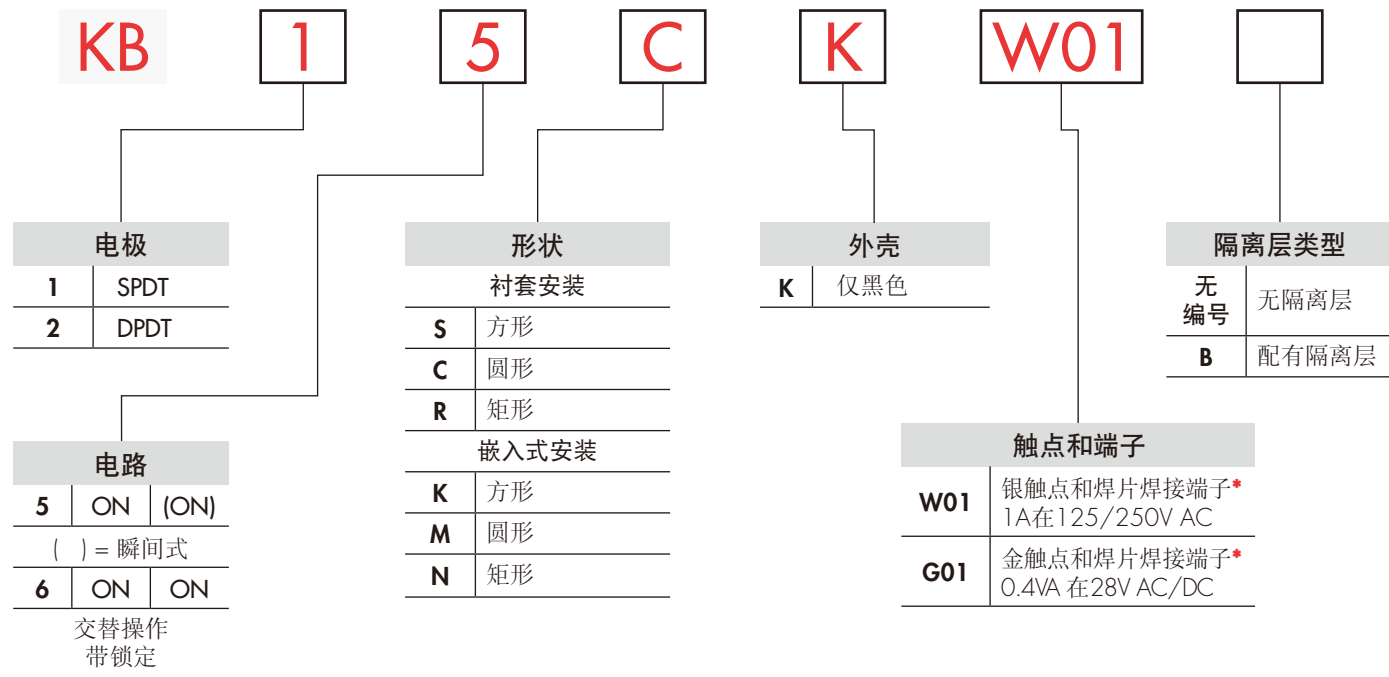 KB 1 5 C K W01
电极
1 SPDT
2 DPDT
电路
5 ON (ON)
( ) = 瞬间式
6 ON ON
交替操作
带锁定
形状
衬套安装
S 方形
C 圆形
R 矩形
嵌入式安装
K 方形
M 圆形
N 矩形
外壳
K 仅黑色
触点和端子
W01 银触点和焊片焊接端子*
1A在125/250V AC
G01 金触点和焊片焊接端子*
0.4VA 在28V AC/DC
隔离层类型
无
编号 无隔离层
B 配有隔离层